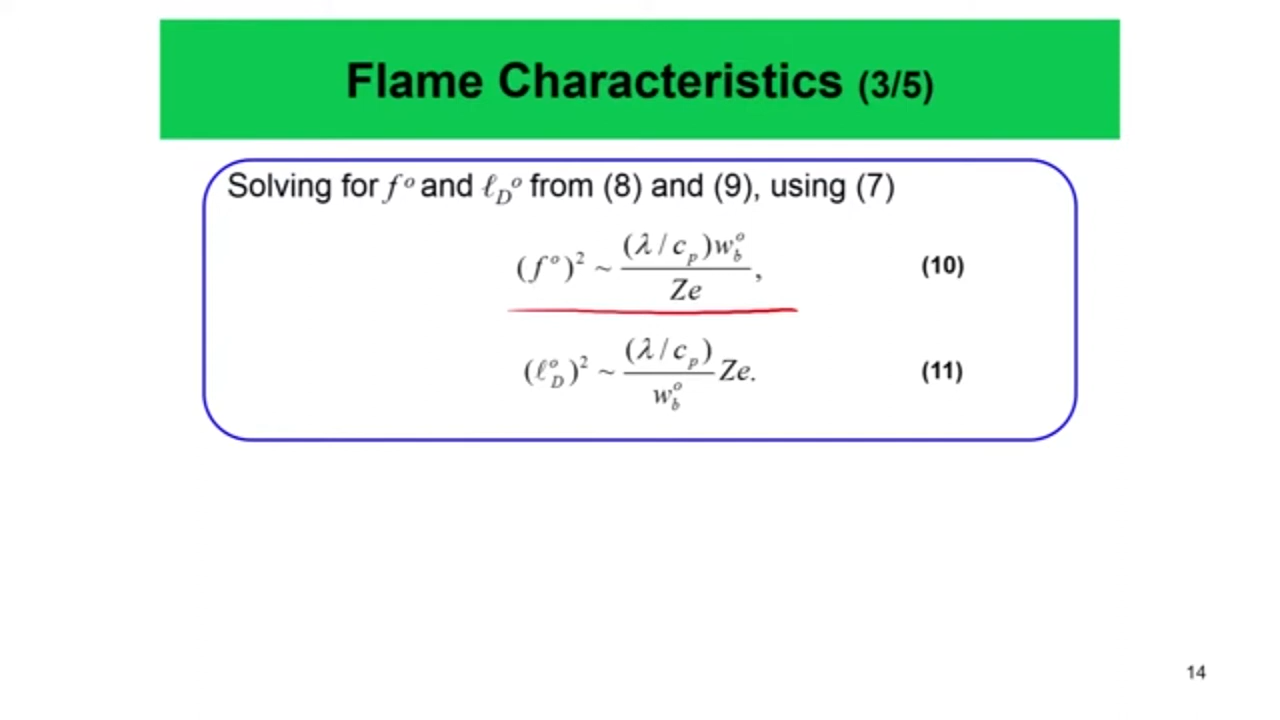 Flame Characteristics (3/5)
Solving for f° and ℓ_D° from (8) and (9), using (7)
(f°)² ~ (λ / c_p)w_b° / Ze, (10)
(ℓ_D°)² ~ (λ / c_p) / w_b° Ze. (11)
14